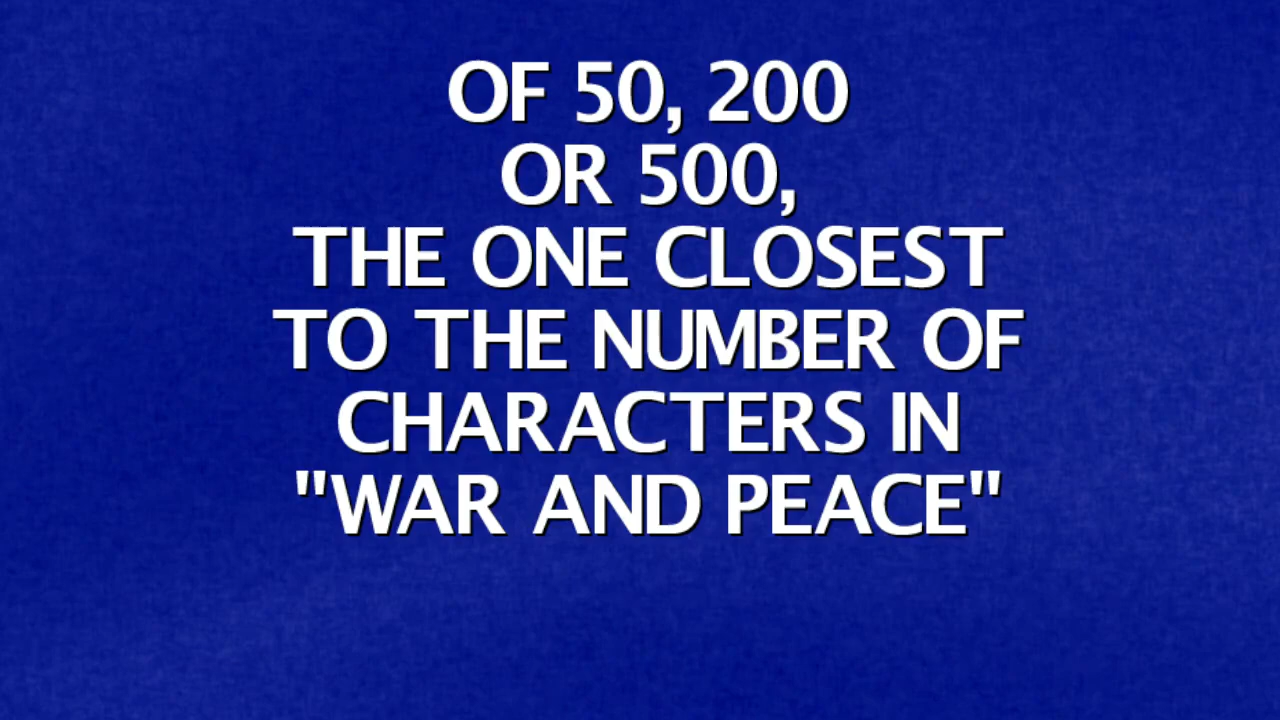 OF 50, 200
OR 500,
THE ONE CLOSEST
TO THE NUMBER OF
CHARACTERS IN
"WAR AND PEACE"